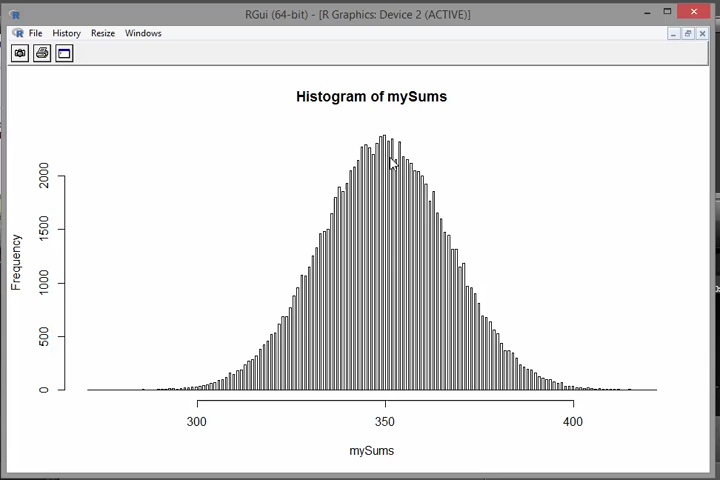 RGui (64-bit) - [R Graphics: Device 2 (ACTIVE)]
File History Resize Windows
Histogram of mySums
Frequency
2000
1500
1000
500
0
300 350 400
mySums